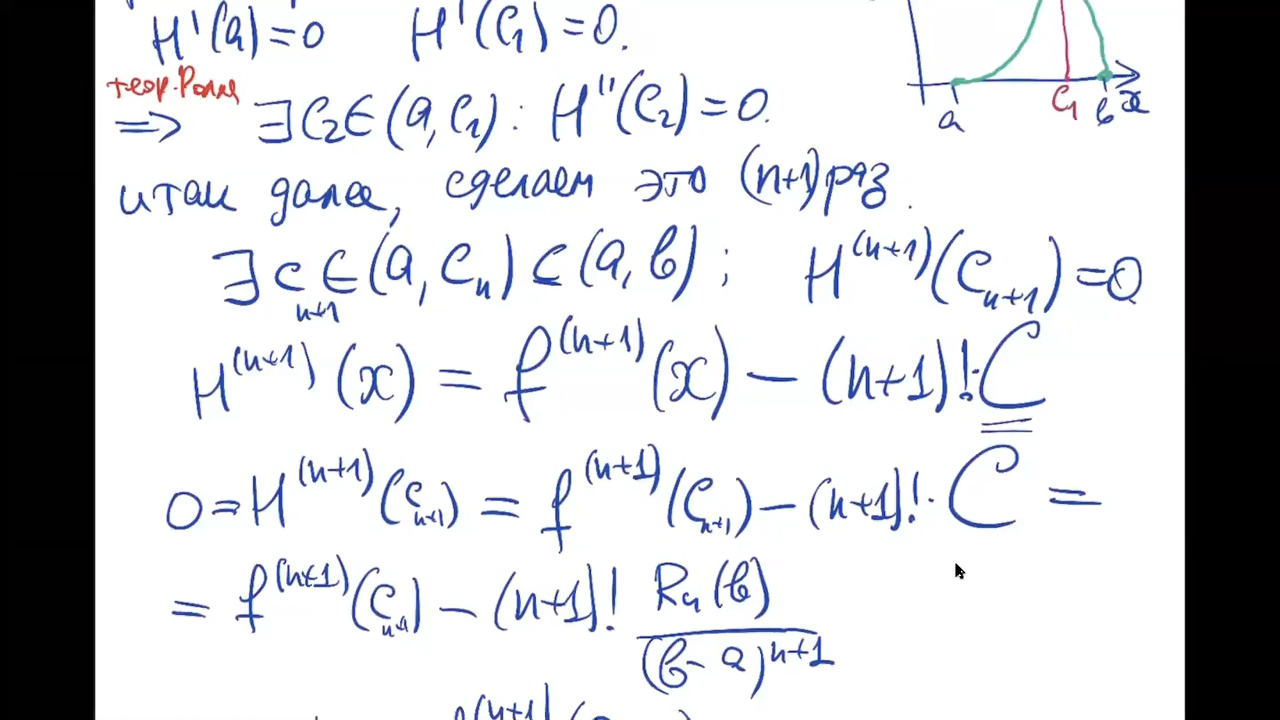 H'(a)=0 H'(C₁)=0.
теор. Ролля
⟹ ∃ C₂∈(a,C₁): H''(C₂)=0.
a C₁ b x
и так далее, сделаем это (n+1) раз.
∃ C_{n+1}∈(a,C_n)⊆(a,b); H^{(n+1)}(C_{n+1})=0
H^{(n+1)}(x) = f^{(n+1)}(x) − (n+1)!·C
0=H^{(n+1)}(C_{n+1}) = f^{(n+1)}(C_{n+1}) − (n+1)!·C =
= f^{(n+1)}(C_{n+1}) − (n+1)! R_n(b)/(b−a)^{n+1}